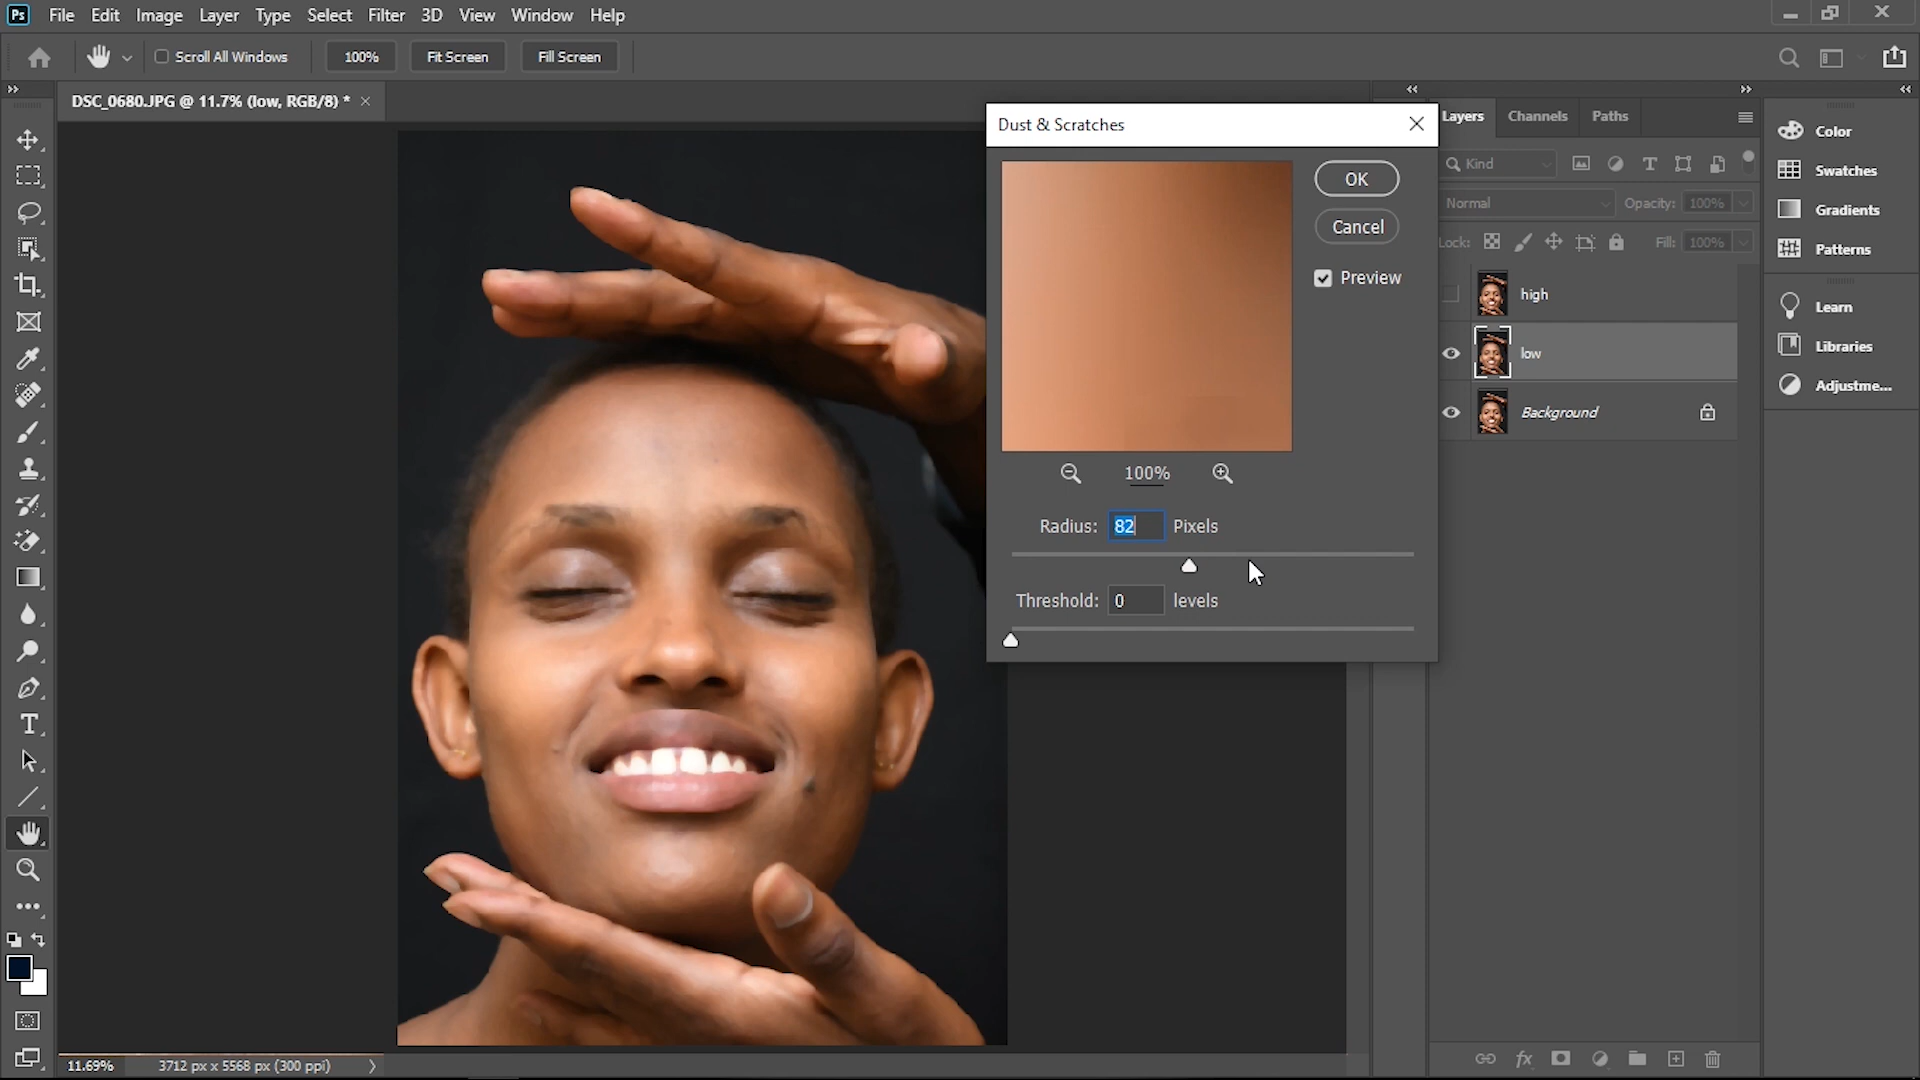 Ps File Edit Image Layer Type Select Filter 3D View Window Help
Scroll All Windows 100% Fit Screen Fill Screen
DSC_0680.JPG @ 11.7% (low, RGB/8) *
Dust & Scratches
OK
Cancel
Preview
100%
Radius: 82 Pixels
Threshold: 0 levels
Layers Channels Paths
Kind
Normal Opacity: 100%
Lock: Fill: 100%
high
low
Background
Color
Swatches
Gradients
Patterns
Learn
Libraries
Adjustme...
11.69% 3712 px x 5568 px (300 ppi)